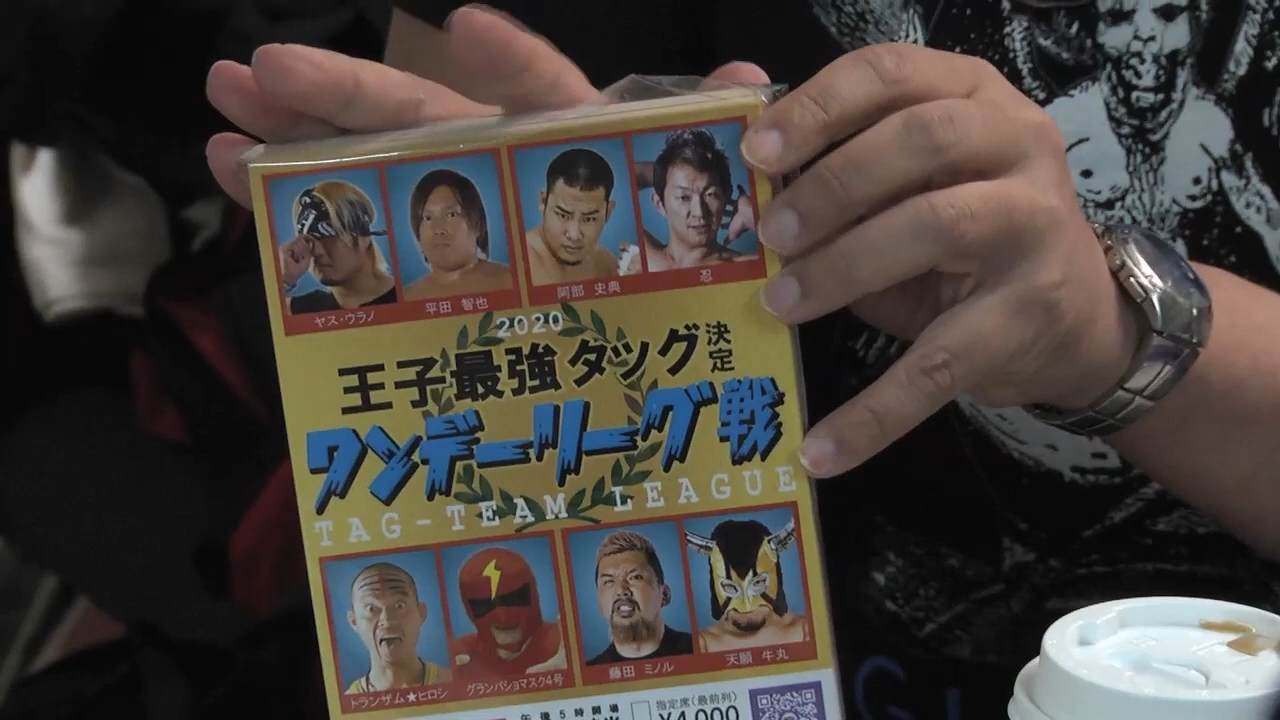 ヤス・ウラノ
平田 智也
阿部 史典
忍
2020
王子最強タッグ決定
ワンデーリーグ戦
TAG-TEAM LEAGUE
トランザム★ヒロシ
グランパショマスク4号
藤田 ミノル
天願 牛丸
午後5時開場
指定席(最前列)
¥4,000